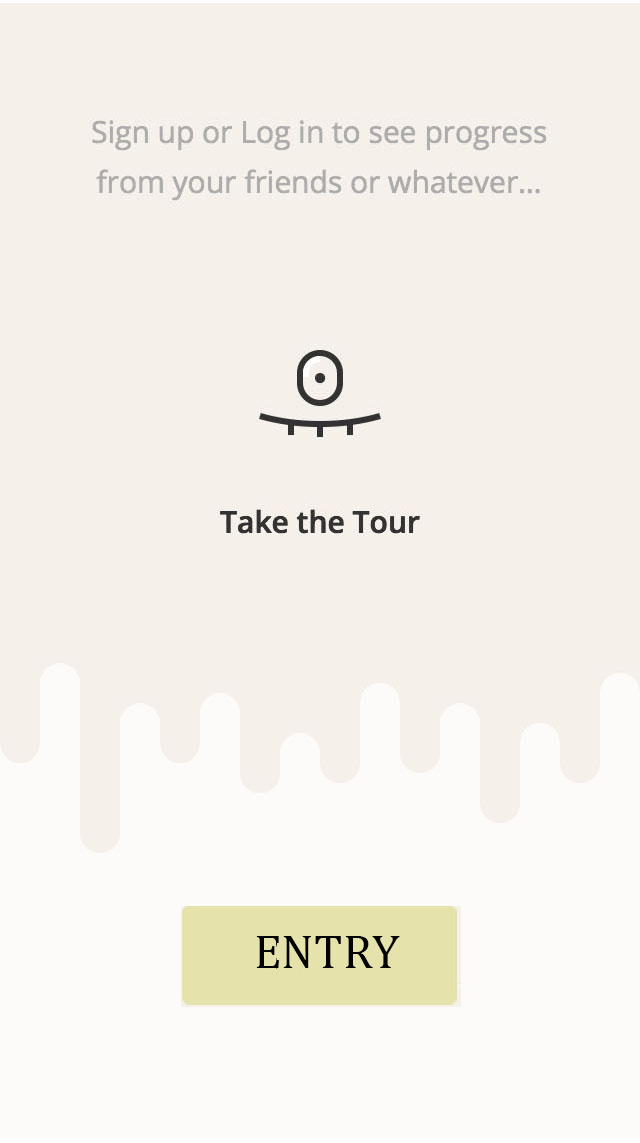 Sign up or Log in to see progress
from your friends or whatever...
Take the Tour
ENTRY